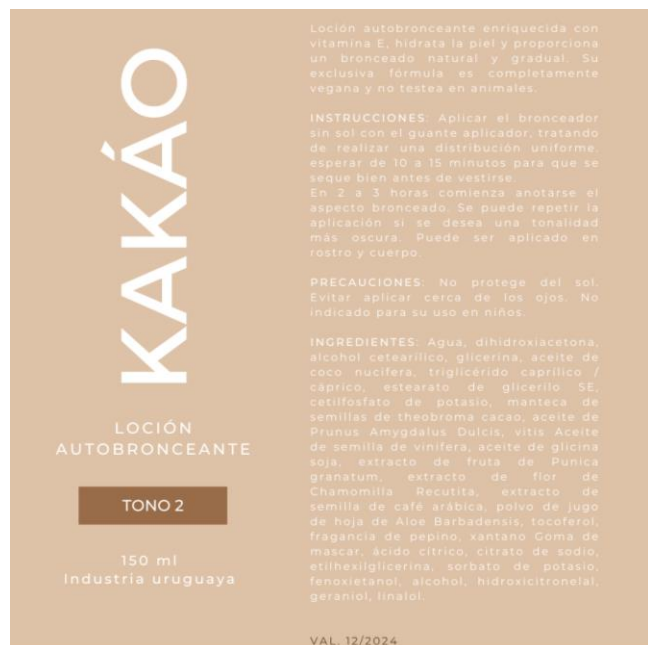 KAKÁO
LOCIÓN
AUTOBRONCEANTE
TONO 2
150 ml
Industria uruguaya
Loción autobronceante enriquecida con
vitamina E, hidrata la piel y proporciona
un bronceado natural y gradual. Su
exclusiva fórmula es completamente
vegana y no testea en animales.
INSTRUCCIONES: Aplicar el bronceador
sin sol con el guante aplicador, tratando
de realizar una distribución uniforme,
esperar de 10 a 15 minutos para que se
seque bien antes de vestirse.
En 2 a 3 horas comienza anotarse el
aspecto bronceado. Se puede repetir la
aplicación si se desea una tonalidad
más oscura. Puede ser aplicado en
rostro y cuerpo.
PRECAUCIONES: No protege del sol.
Evitar aplicar cerca de los ojos. No
indicado para su uso en niños.
INGREDIENTES: Agua, dihidroxiacetona,
alcohol cetearílico, glicerina, aceite de
coco nucifera, triglicérido caprílico /
cáprico, estearato de glicerilo SE,
cetilfosfato de potasio, manteca de
semillas de theobroma cacao, aceite de
Prunus Amygdalus Dulcis, vitis Aceite
de semilla de vinifera, aceite de glicina
soja, extracto de fruta de Punica
granatum, extracto de flor de
Chamomilla Recutita, extracto de
semilla de café arábica, polvo de jugo
de hoja de Aloe Barbadensis, tocoferol,
fragancia de pepino, xantano Goma de
mascar, ácido cítrico, citrato de sodio,
etilhexilglicerina, sorbato de potasio,
fenoxietanol, alcohol, hidroxicitronelal,
geraniol, linalol.
VAL. 12/2024